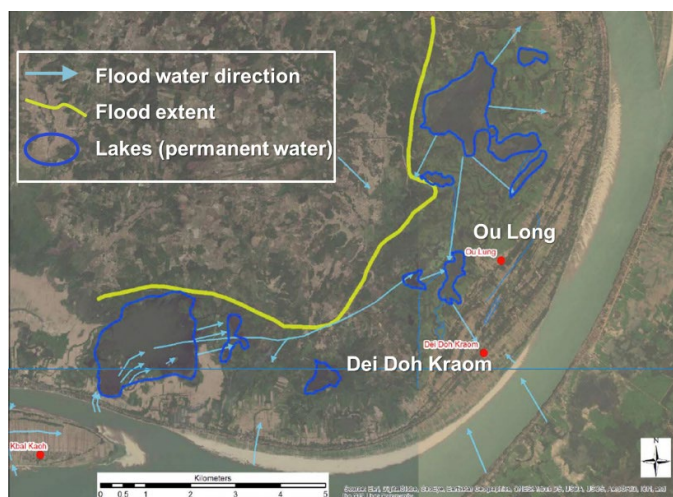 Flood water direction
Flood extent
Lakes (permanent water)
Ou Long
Ou Lung
Dei Doh Kraom
Dei Doh Kraom
Kbal Kaoh
N
Kilometers
0 0.5 1 2 3 4 5